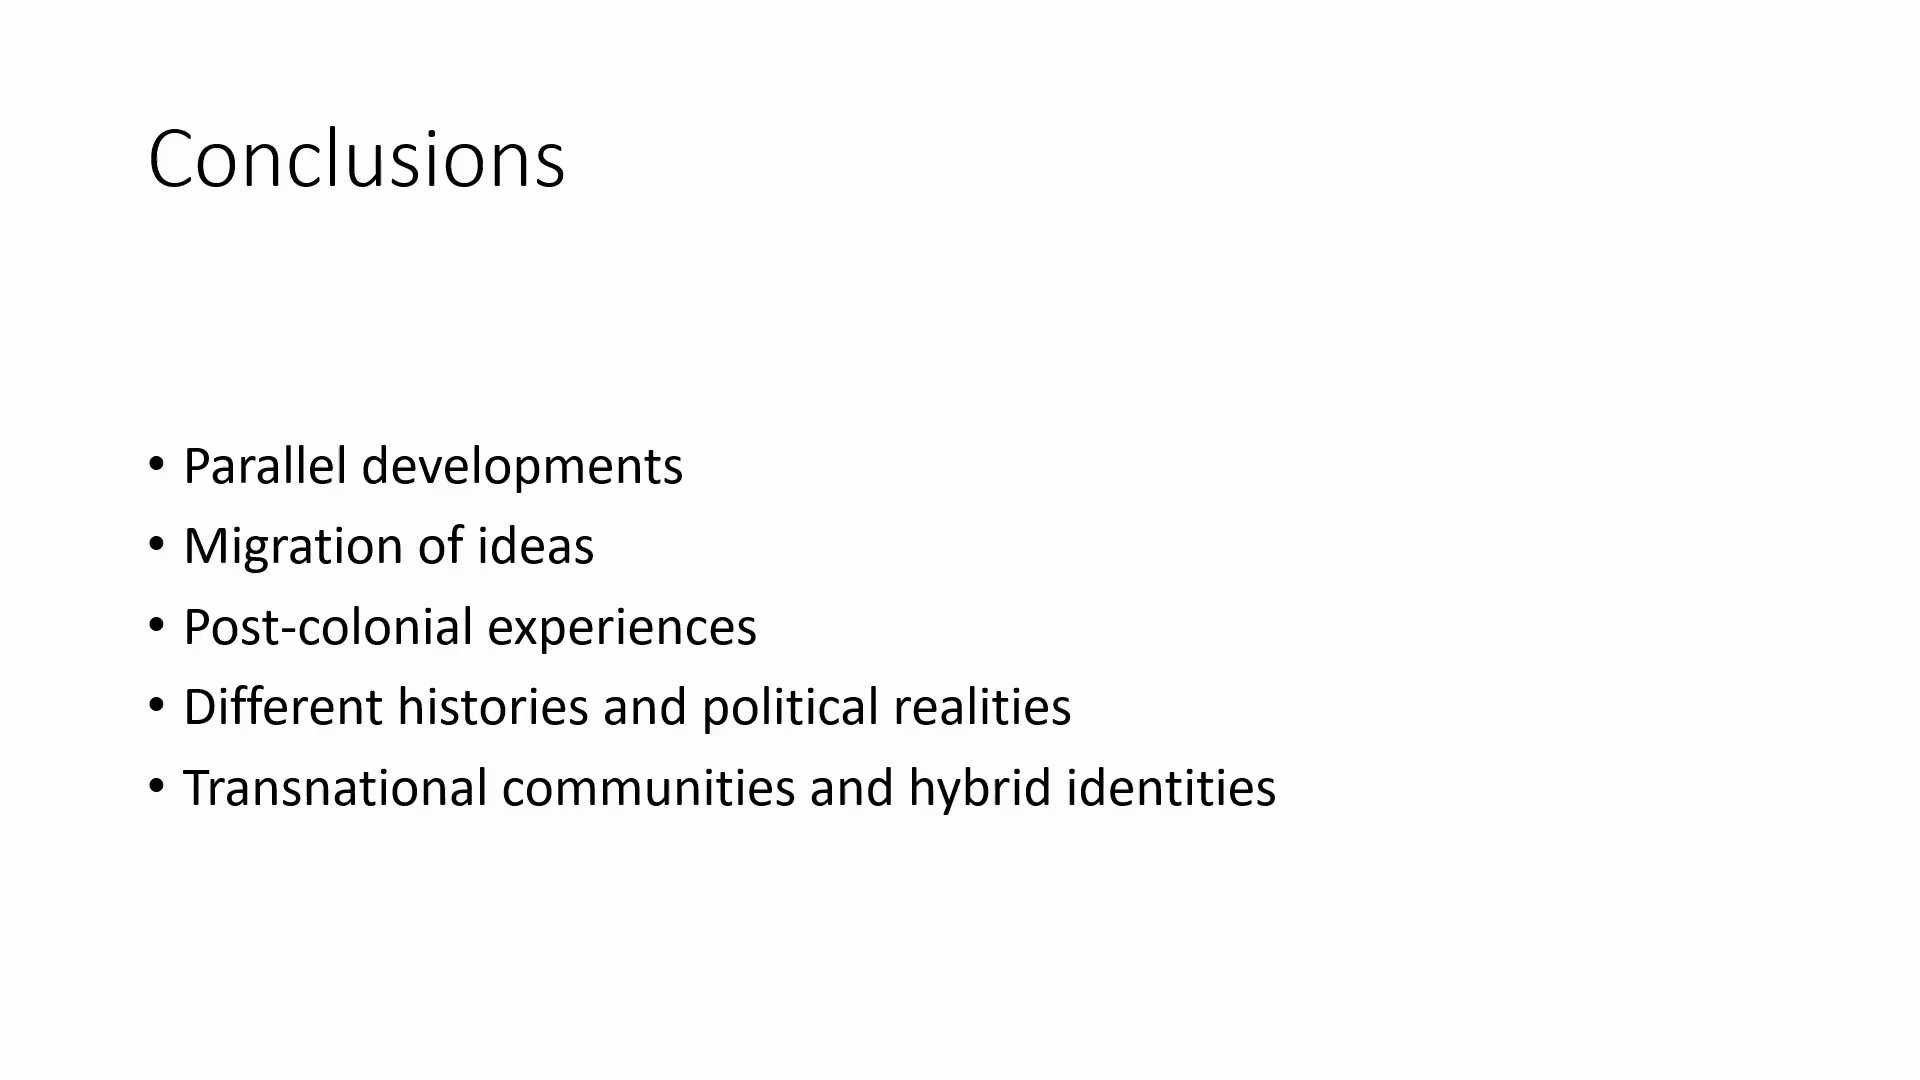 Conclusions
• Parallel developments
• Migration of ideas
• Post-colonial experiences
• Different histories and political realities
• Transnational communities and hybrid identities